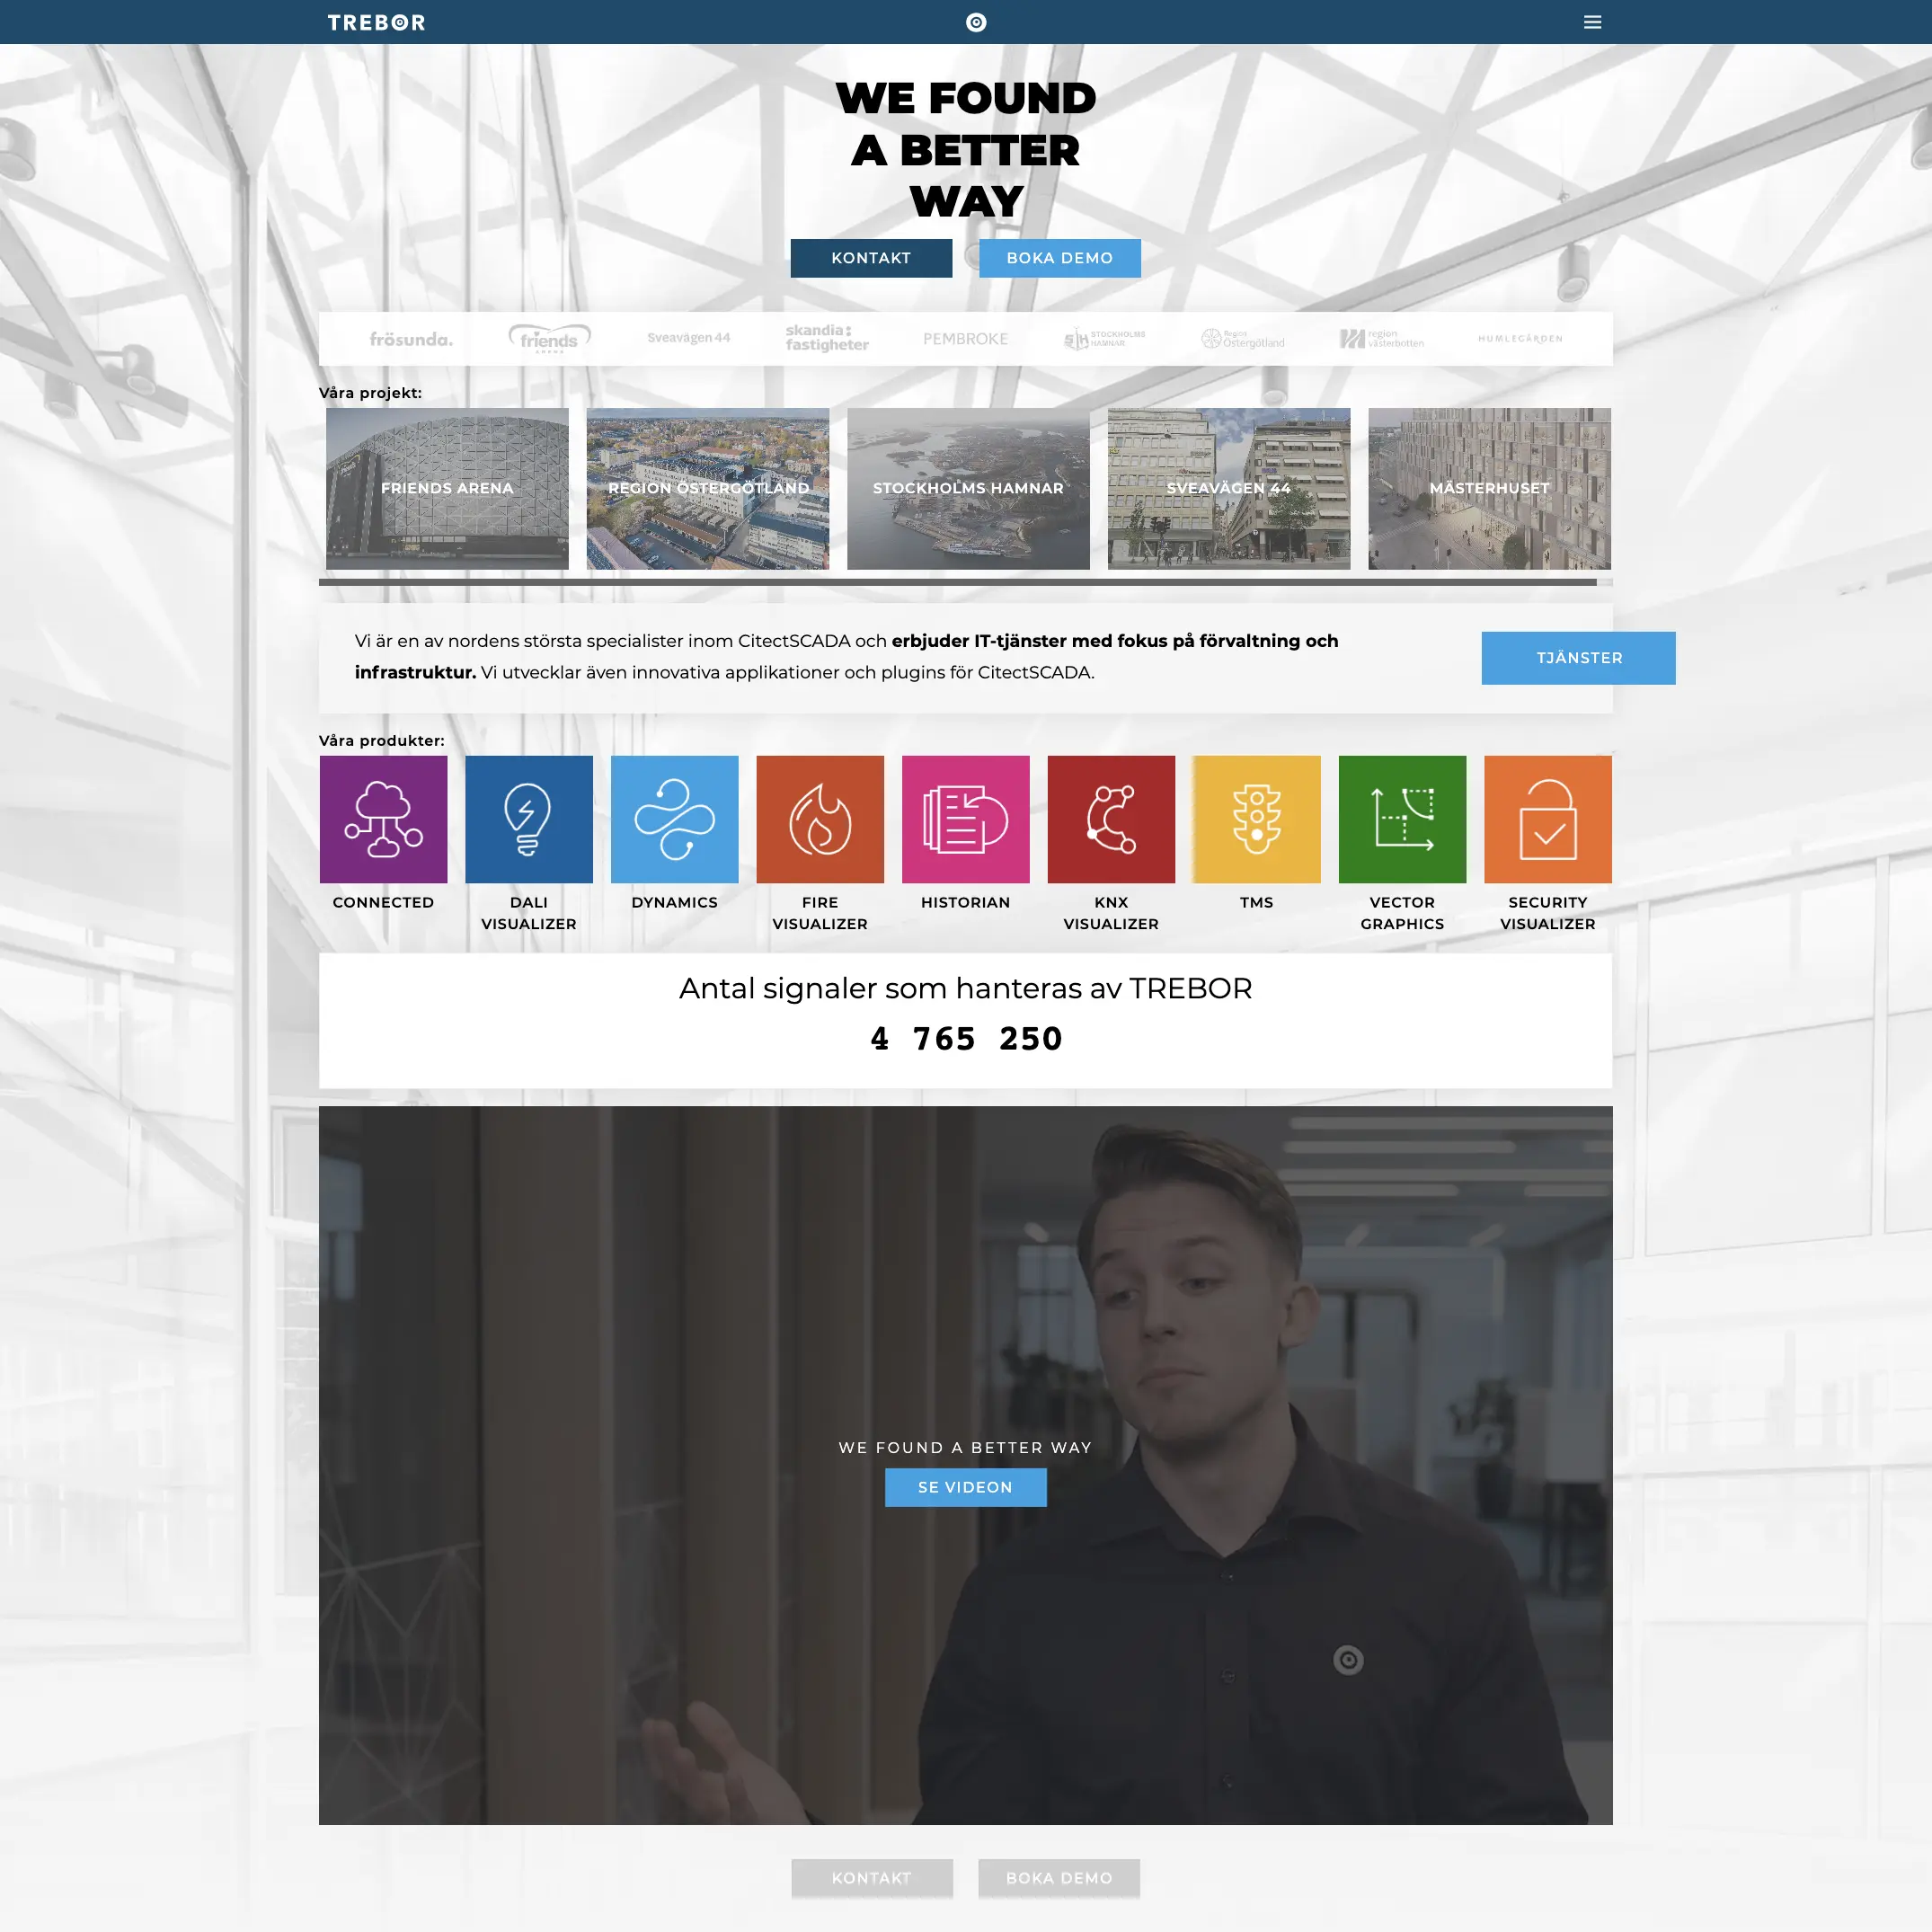 TREBOR
WE FOUND
A BETTER
WAY
KONTAKT
BOKA DEMO
frösunda.
friends
ARENA
Sveavägen 44
skandia:
fastigheter
PEMBROKE
STOCKHOLMS
HAMNAR
Region
Östergötland
region
västerbotten
HUMLEGÅRDEN
Våra projekt:
FRIENDS ARENA
REGION ÖSTERGÖTLAND
STOCKHOLMS HAMNAR
SVEAVÄGEN 44
MÄSTERHUSET
Vi är en av nordens största specialister inom CitectSCADA och erbjuder IT-tjänster med fokus på förvaltning och
infrastruktur. Vi utvecklar även innovativa applikationer och plugins för CitectSCADA.
TJÄNSTER
Våra produkter:
CONNECTED
DALI
VISUALIZER
DYNAMICS
FIRE
VISUALIZER
HISTORIAN
KNX
VISUALIZER
TMS
VECTOR
GRAPHICS
SECURITY
VISUALIZER
Antal signaler som hanteras av TREBOR
4 765 250
WE FOUND A BETTER WAY
SE VIDEON
KONTAKT
BOKA DEMO